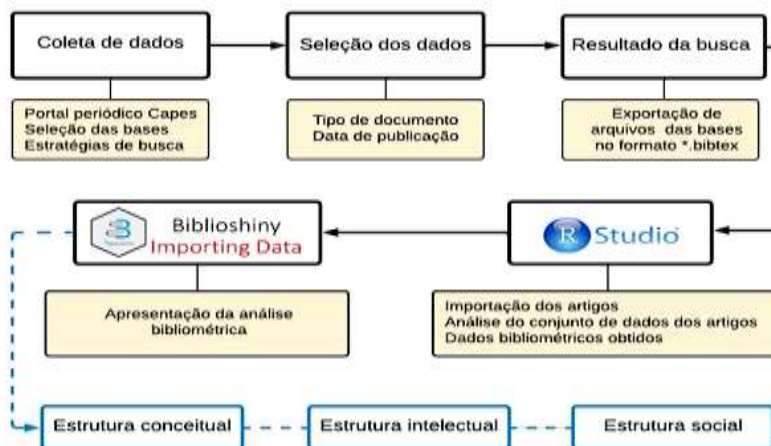 Coleta de dados
Seleção dos dados
Resultado da busca
Portal periódico Capes
Seleção das bases
Estratégias de busca
Tipo de documento
Data de publicação
Exportação de
arquivos das bases
no formato *.bibtex
Biblioshiny
Importing Data
R Studio
Apresentação da análise
bibliométrica
Importação dos artigos
Análise do conjunto de dados dos artigos
Dados bibliométricos obtidos
Estrutura conceitual
Estrutura intelectual
Estrutura social